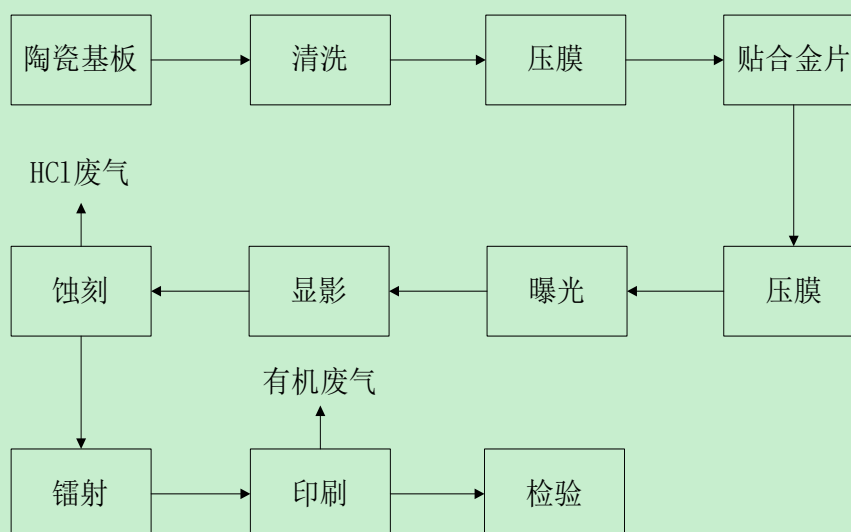 陶瓷基板
清洗
压膜
贴合金片
HCl废气
蚀刻
显影
曝光
压膜
有机废气
镭射
印刷
检验